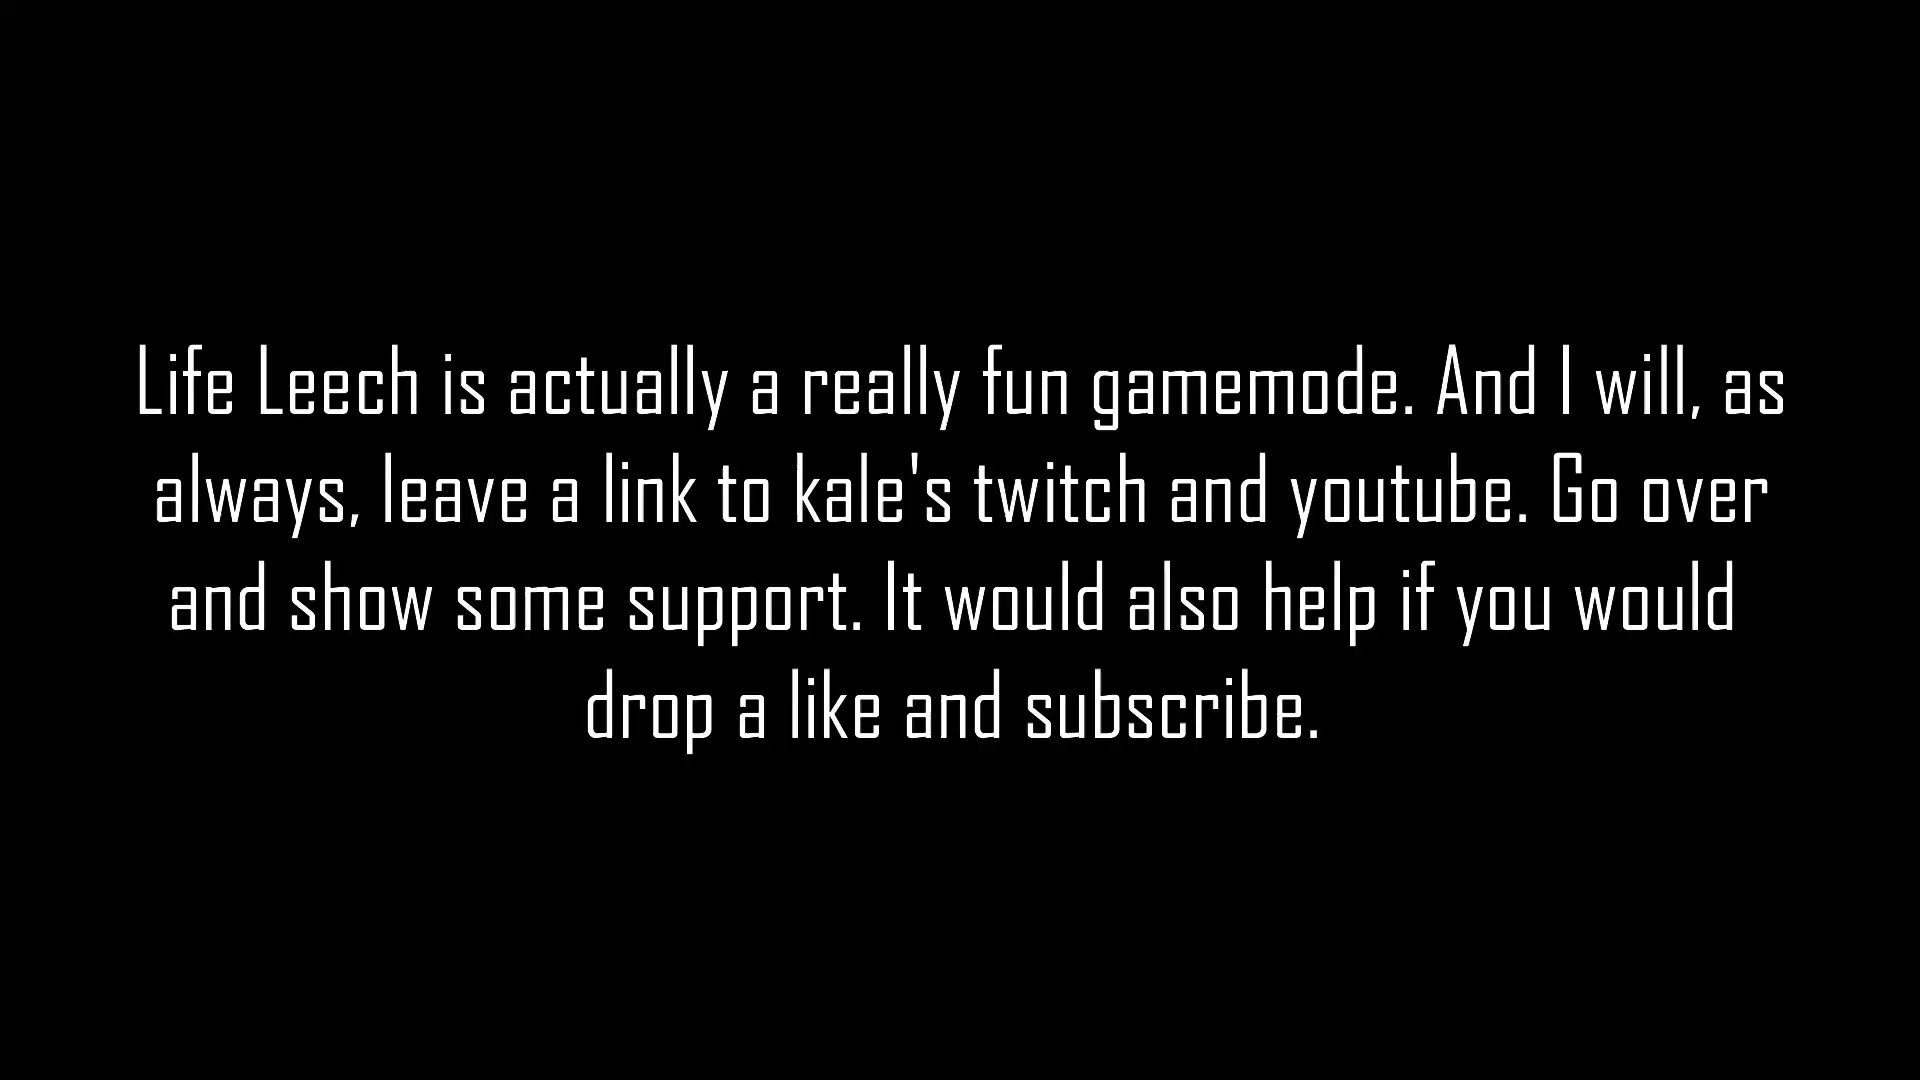 Life Leech is actually a really fun gamemode. And I will, as
always, leave a link to kale's twitch and youtube. Go over
and show some support. It would also help if you would
drop a like and subscribe.